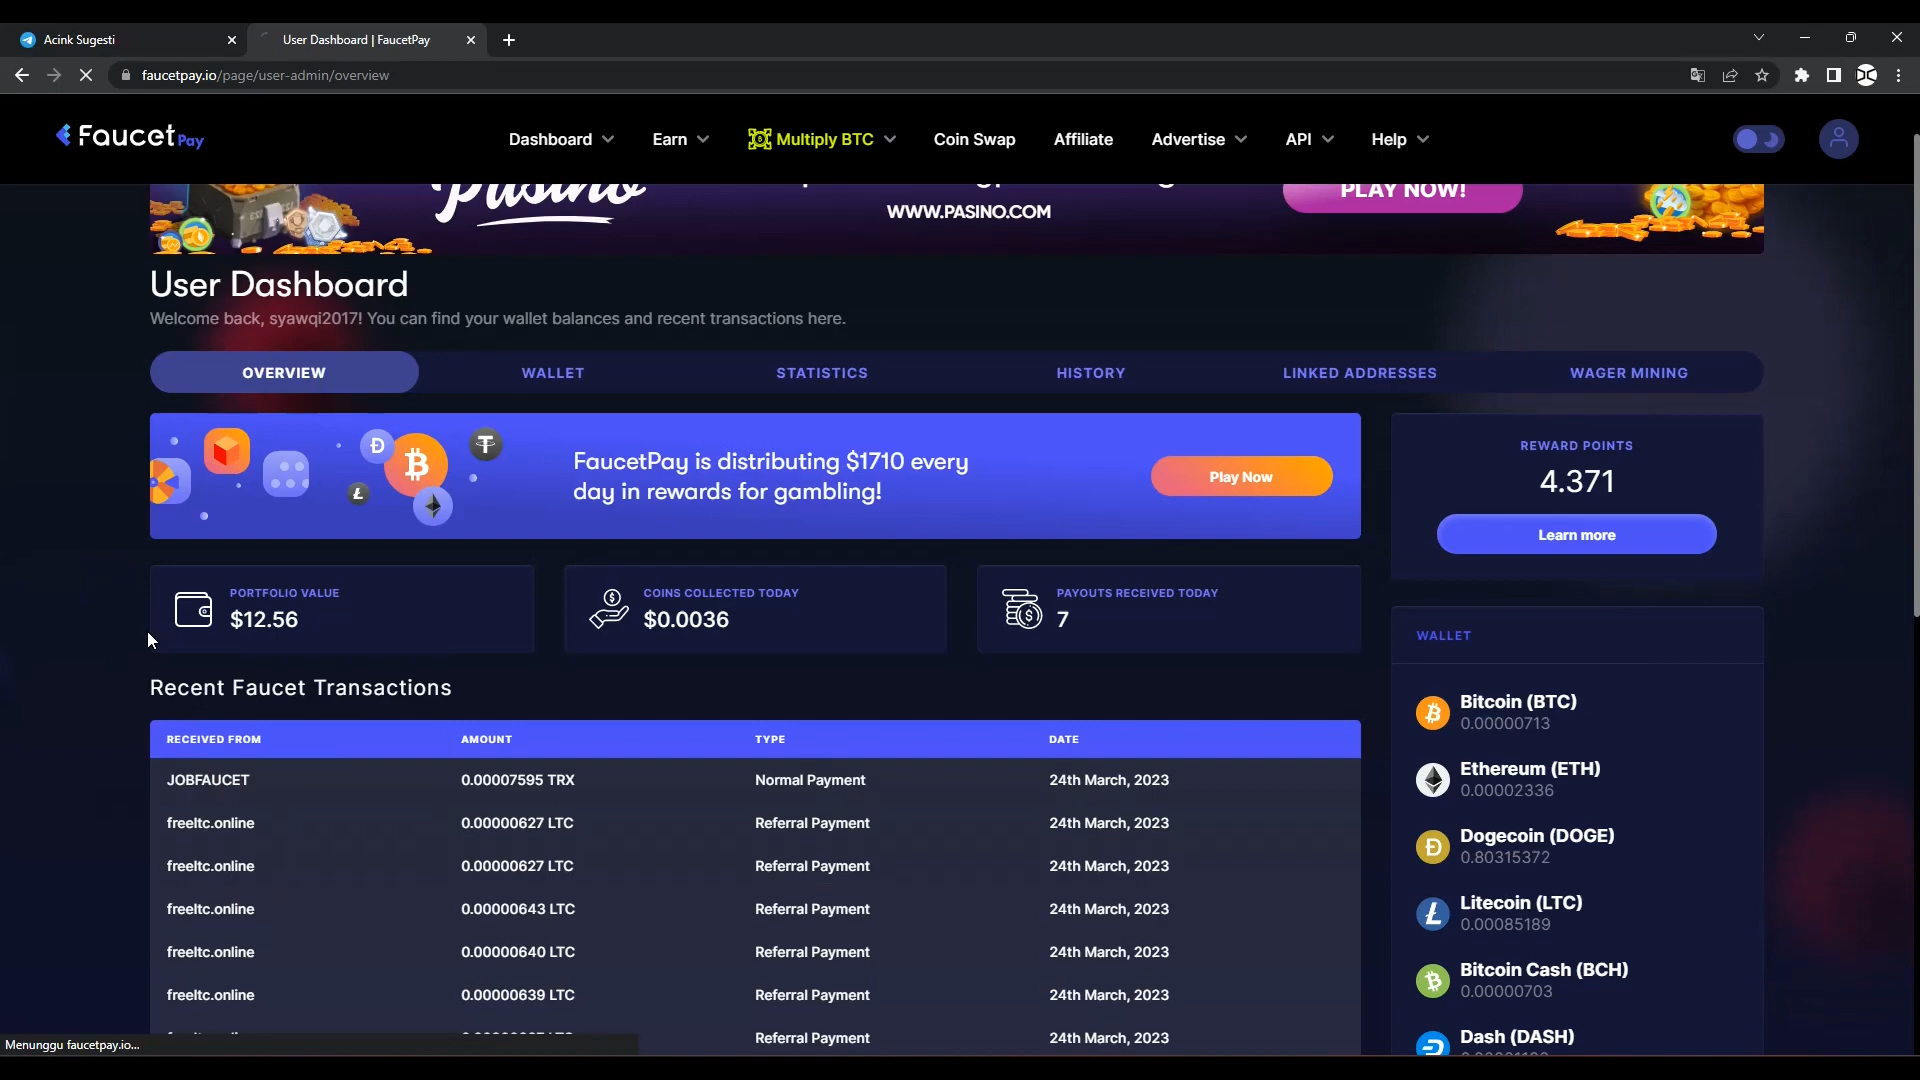 Acink Sugesti
User Dashboard | FaucetPay
faucetpay.io/page/user-admin/overview
FaucetPay
Dashboard
Earn
Multiply BTC
Coin Swap
Affiliate
Advertise
API
Help
Pasino
PLAY NOW!
WWW.PASINO.COM
User Dashboard
Welcome back, syawqi2017! You can find your wallet balances and recent transactions here.
OVERVIEW
WALLET
STATISTICS
HISTORY
LINKED ADDRESSES
WAGER MINING
FaucetPay is distributing $1710 every
day in rewards for gambling!
Play Now
REWARD POINTS
4.371
Learn more
PORTFOLIO VALUE
$12.56
COINS COLLECTED TODAY
$0.0036
PAYOUTS RECEIVED TODAY
7
WALLET
Bitcoin (BTC)
0.00000713
Ethereum (ETH)
0.00002336
Dogecoin (DOGE)
0.80315372
Litecoin (LTC)
0.00085189
Bitcoin Cash (BCH)
0.00000703
Dash (DASH)
Recent Faucet Transactions
RECEIVED FROM AMOUNT TYPE DATE
JOBFAUCET 0.00007595 TRX Normal Payment 24th March, 2023
freeltc.online 0.00000627 LTC Referral Payment 24th March, 2023
freeltc.online 0.00000627 LTC Referral Payment 24th March, 2023
freeltc.online 0.00000643 LTC Referral Payment 24th March, 2023
freeltc.online 0.00000640 LTC Referral Payment 24th March, 2023
freeltc.online 0.00000639 LTC Referral Payment 24th March, 2023
Referral Payment 24th March, 2023
Menunggu faucetpay.io...